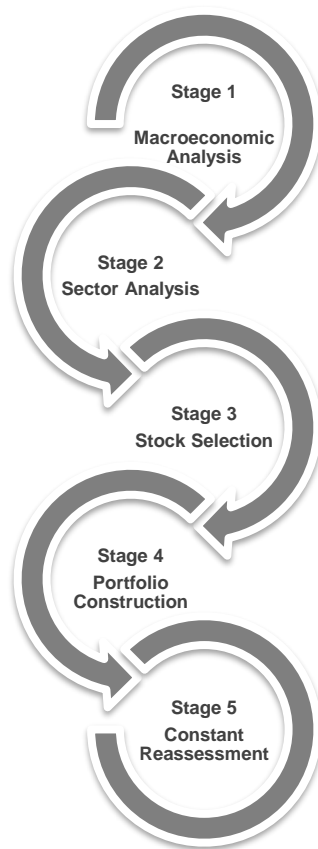 Stage 1
Macroeconomic
Analysis
Stage 2
Sector Analysis
Stage 3
Stock Selection
Stage 4
Portfolio
Construction
Stage 5
Constant
Reassessment